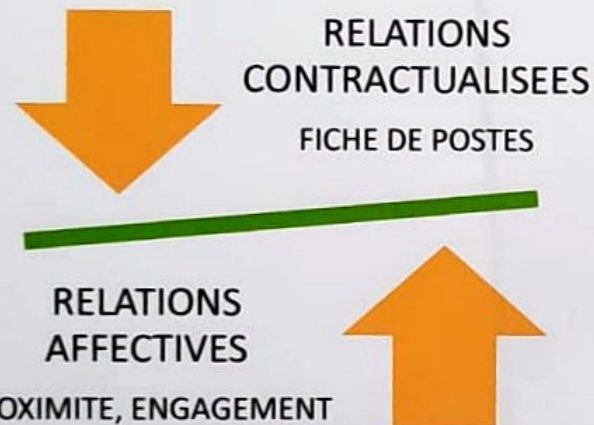 RELATIONS
CONTRACTUALISEES
FICHE DE POSTES
RELATIONS
AFFECTIVES
OXIMITE, ENGAGEMENT